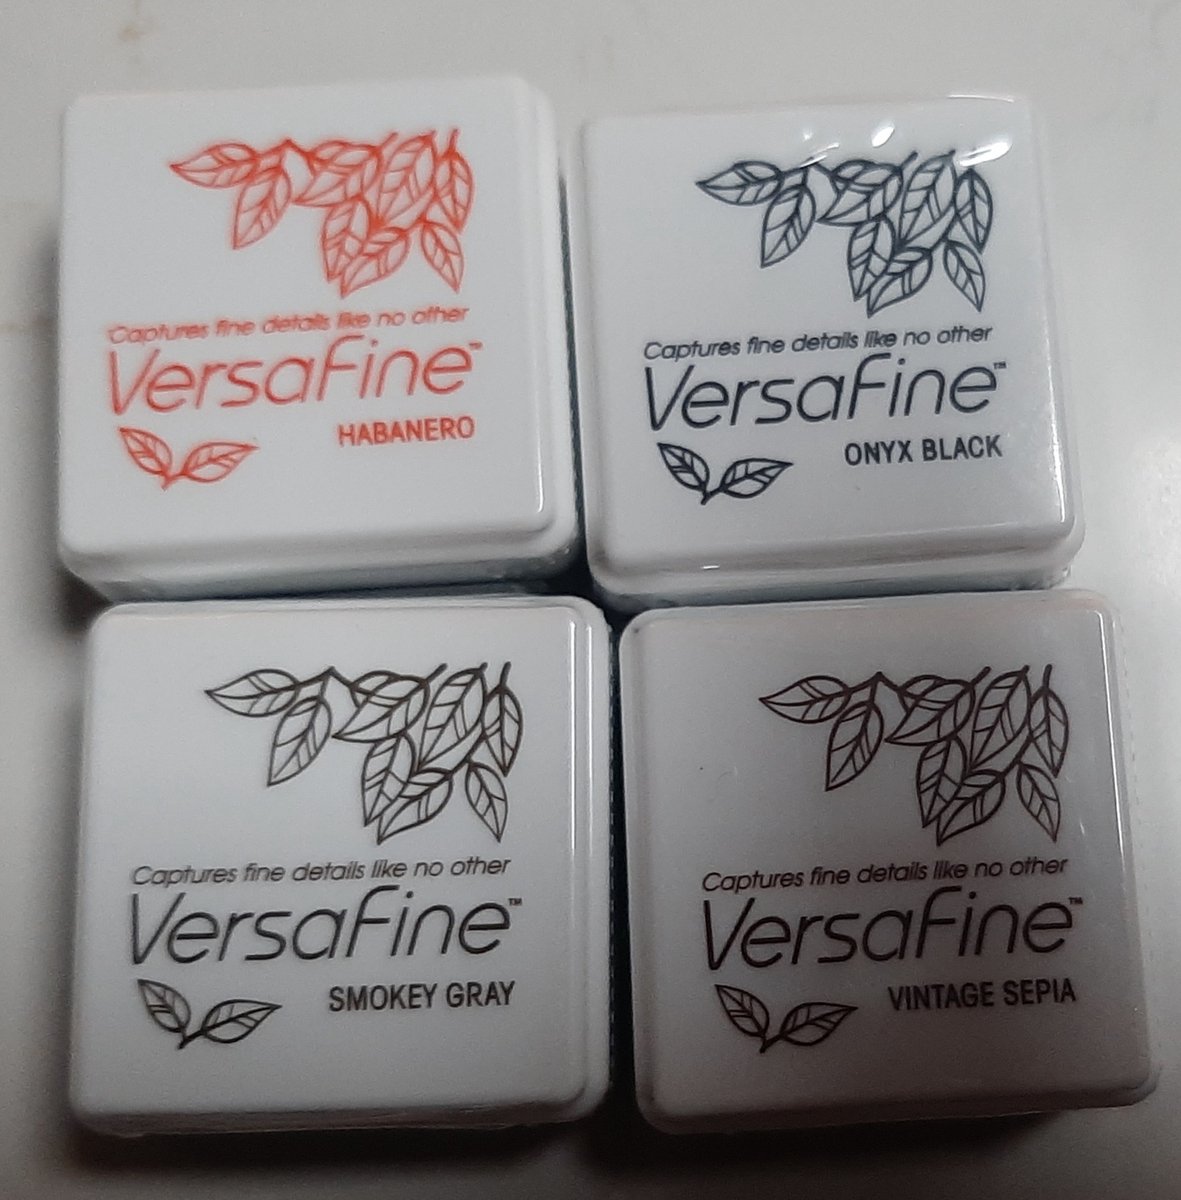 Captures fine details like no other
VersaFine™
HABANERO
Captures fine details like no other
VersaFine™
ONYX BLACK
Captures fine details like no other
VersaFine™
SMOKEY GRAY
Captures fine details like no other
VersaFine™
VINTAGE SEPIA